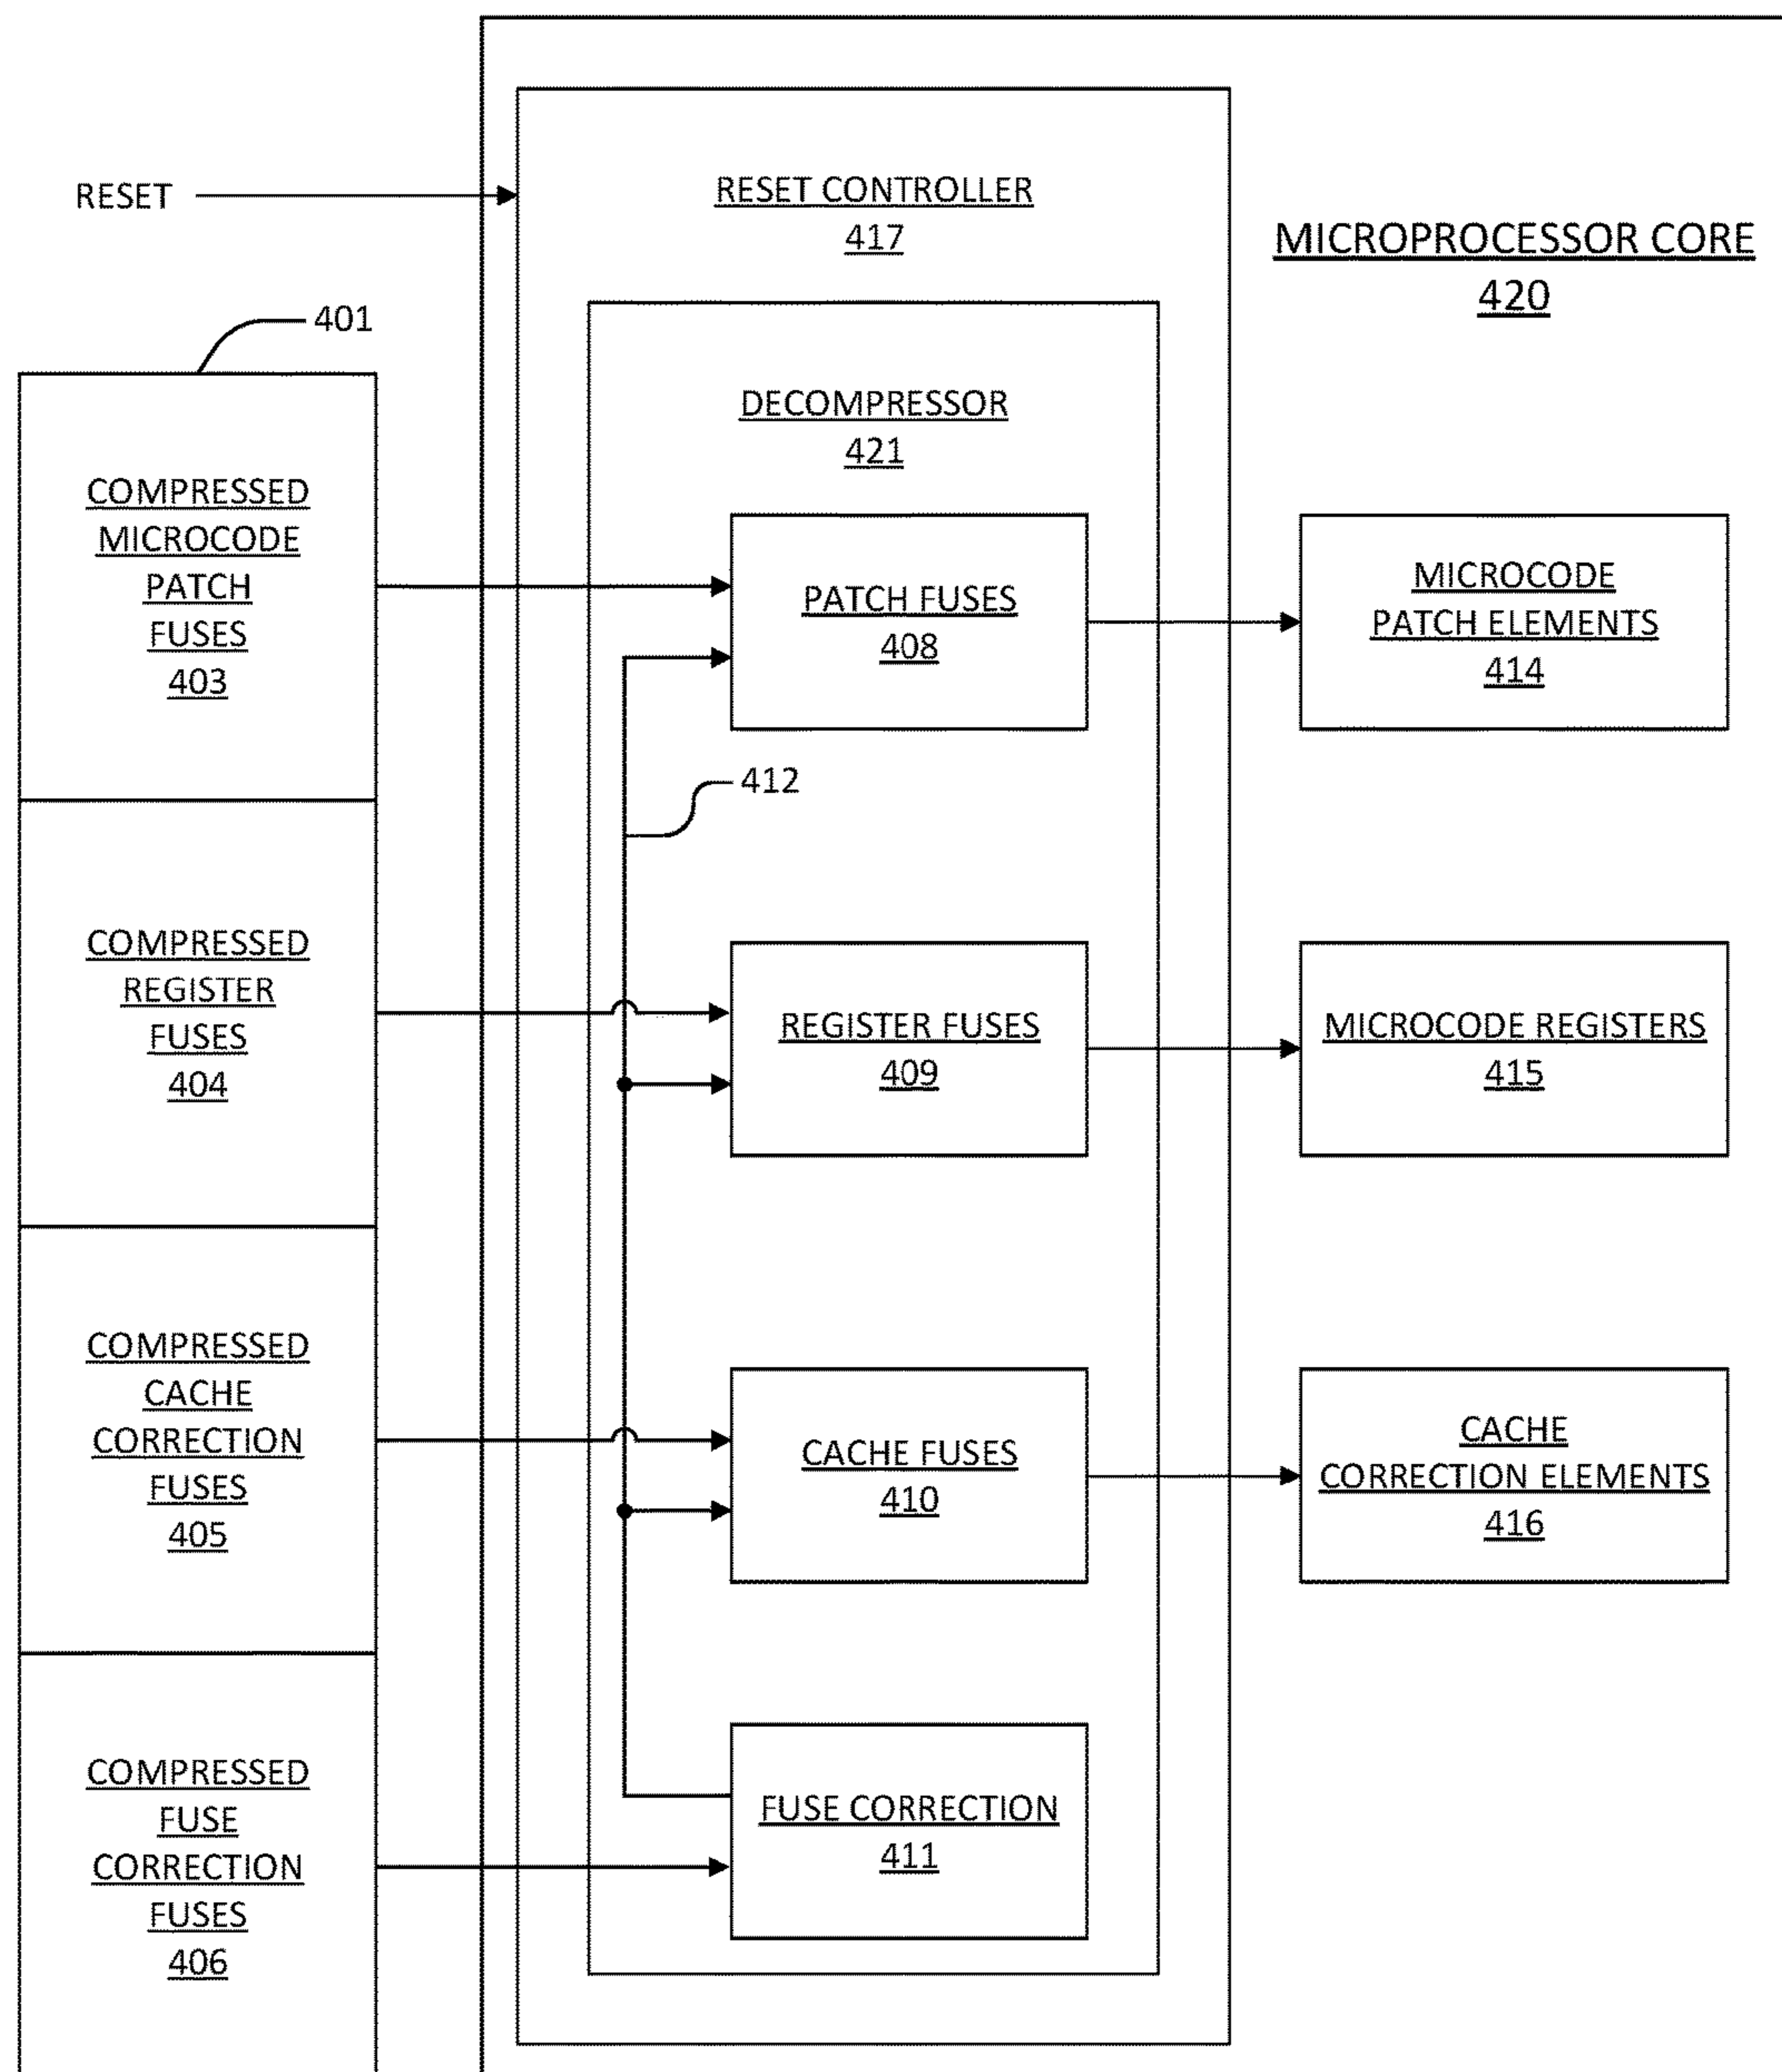 RESET
RESET CONTROLLER
417
MICROPROCESSOR CORE
420
401
DECOMPRESSOR
421
COMPRESSED
MICROCODE
PATCH
FUSES
403
PATCH FUSES
408
MICROCODE
PATCH ELEMENTS
414
412
COMPRESSED
REGISTER
FUSES
404
REGISTER FUSES
409
MICROCODE REGISTERS
415
COMPRESSED
CACHE
CORRECTION
FUSES
405
CACHE FUSES
410
CACHE
CORRECTION ELEMENTS
416
COMPRESSED
FUSE
CORRECTION
FUSES
406
FUSE CORRECTION
411